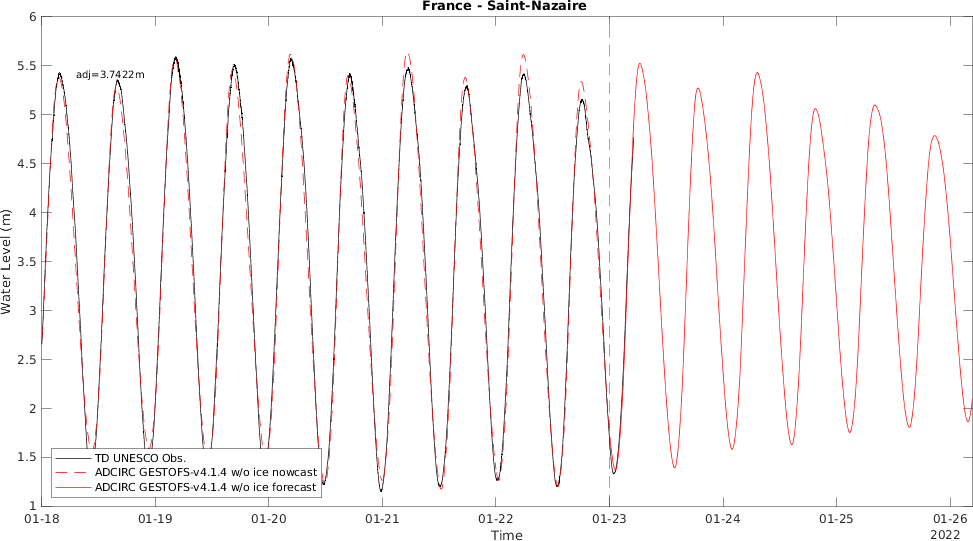 France - Saint-Nazaire
6
5.5
5
4.5
4
3.5
3
2.5
2
1.5
1
Water Level (m)
adj=3.7422m
TD UNESCO Obs.
ADCIRC GESTOFS-v4.1.4 w/o ice nowcast
ADCIRC GESTOFS-v4.1.4 w/o ice forecast
01-18 01-19 01-20 01-21 01-22 01-23 01-24 01-25 01-26
Time
2022